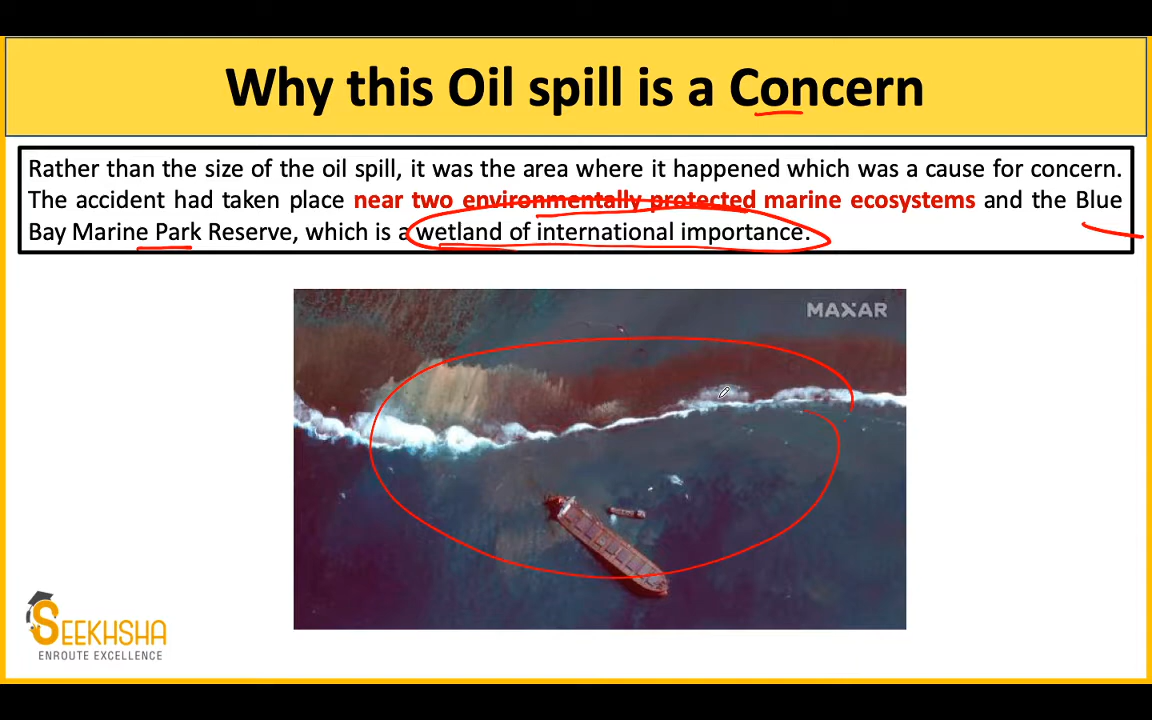 Why this Oil spill is a Concern
Rather than the size of the oil spill, it was the area where it happened which was a cause for concern.
The accident had taken place near two environmentally protected marine ecosystems and the Blue
Bay Marine Park Reserve, which is a wetland of international importance.
MAXAR
SEEKHSHA
ENROUTE EXCELLENCE